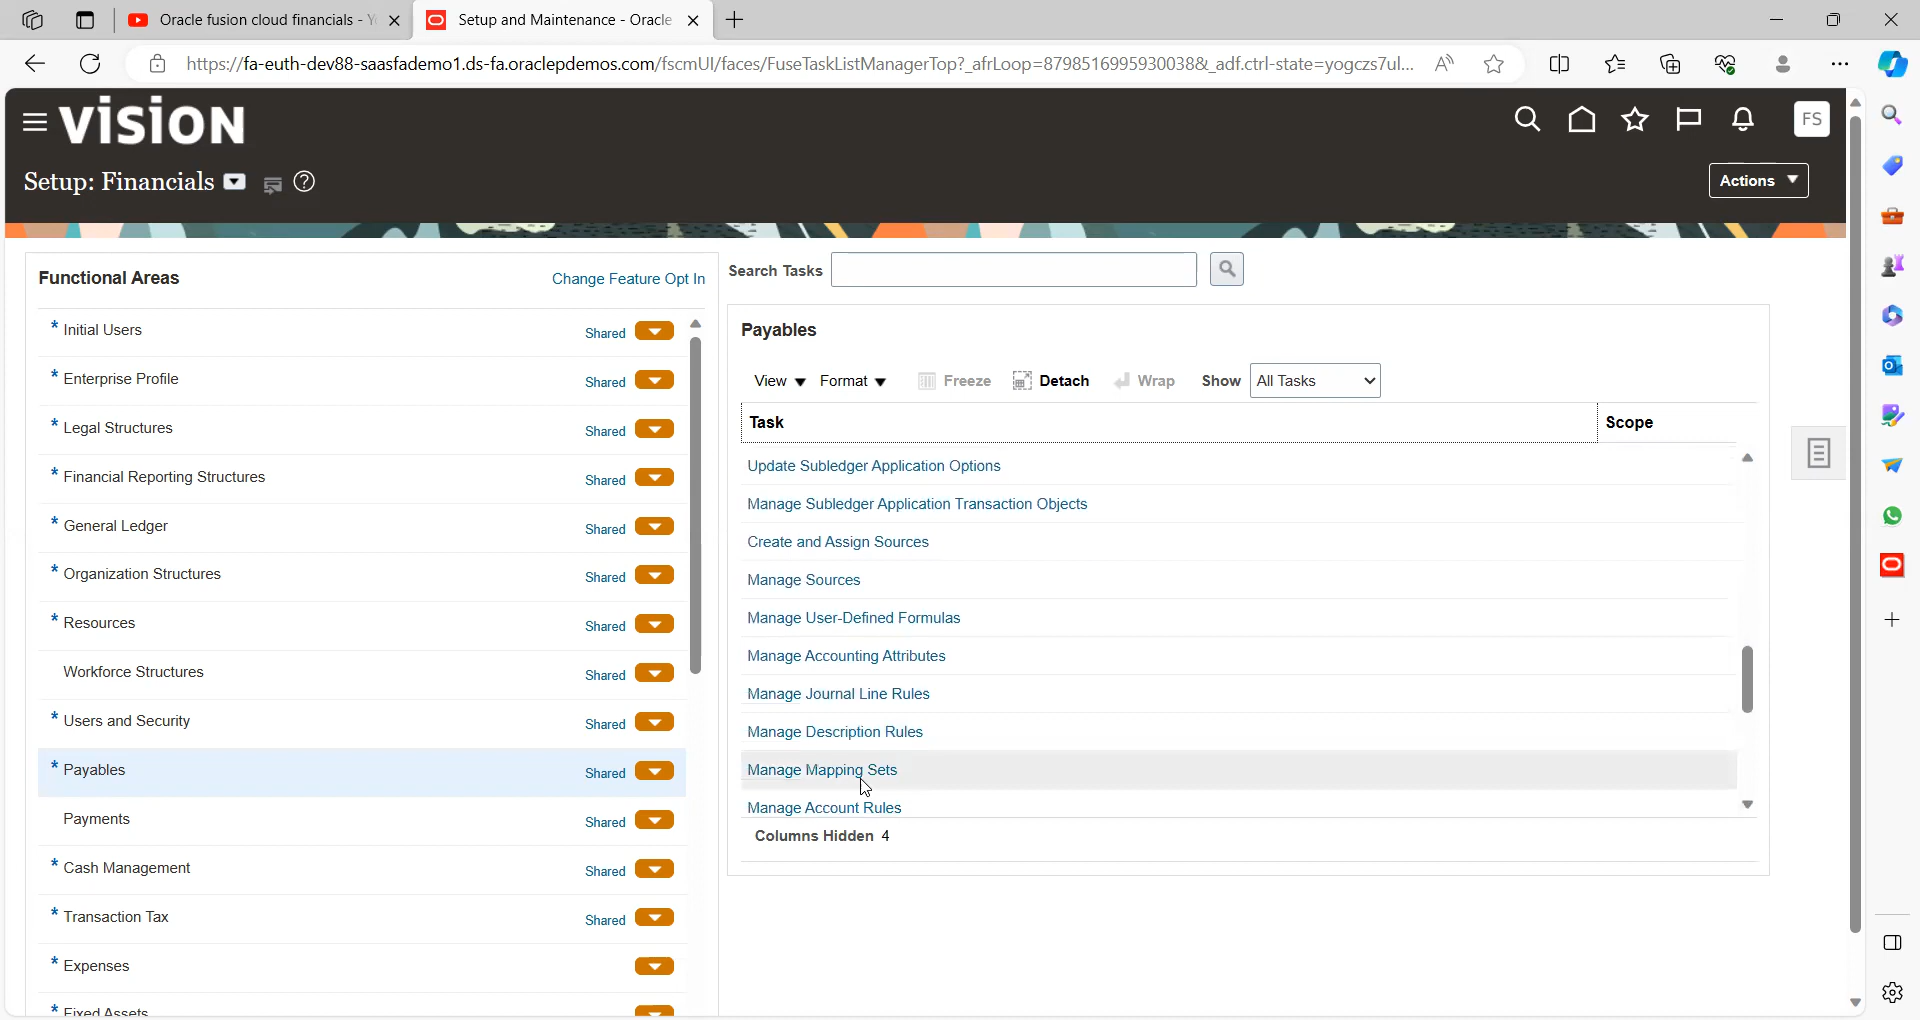 Oracle fusion cloud financials - Y
Setup and Maintenance - Oracle
https://fa-euth-dev88-saasfademo1.ds-fa.oraclepdemos.com/fscmUI/faces/FuseTaskListManagerTop?_afrLoop=87985169959300388&_adf.ctrl-state=yogczs7ul...
VISION
FS
Setup: Financials
Actions
Functional Areas
Change Feature Opt In
* Initial Users Shared
* Enterprise Profile Shared
* Legal Structures Shared
* Financial Reporting Structures Shared
* General Ledger Shared
* Organization Structures Shared
* Resources Shared
Workforce Structures Shared
* Users and Security Shared
* Payables Shared
Payments Shared
* Cash Management Shared
* Transaction Tax Shared
* Expenses
* Fixed Assets
Search Tasks
Payables
View Format Freeze Detach Wrap Show All Tasks
Task Scope
Update Subledger Application Options
Manage Subledger Application Transaction Objects
Create and Assign Sources
Manage Sources
Manage User-Defined Formulas
Manage Accounting Attributes
Manage Journal Line Rules
Manage Description Rules
Manage Mapping Sets
Manage Account Rules
Columns Hidden 4